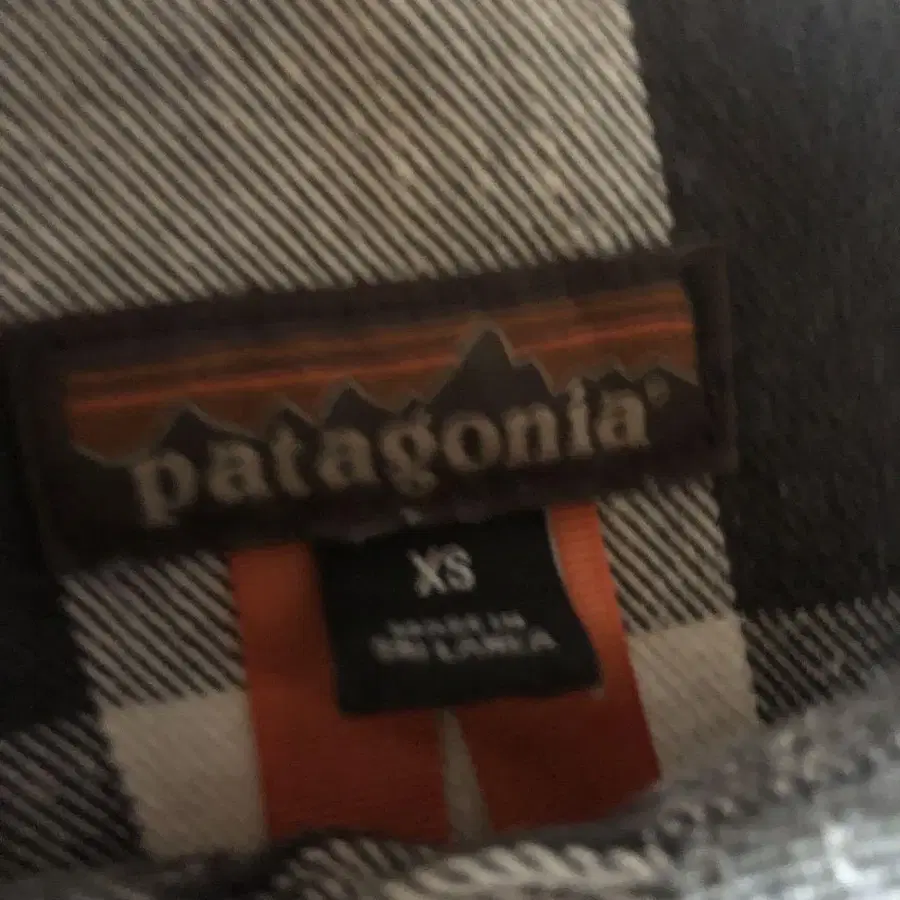 patagonia®
XS
MADE IN
SRI LANKA